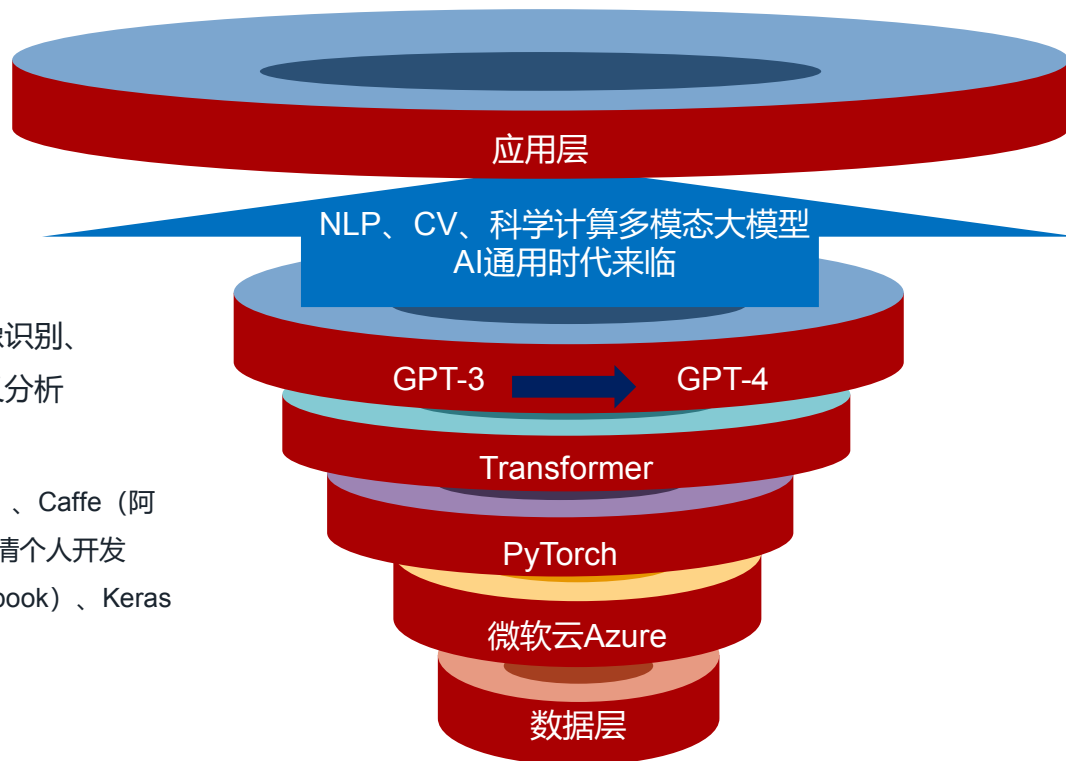 应用层
NLP、CV、科学计算多模态大模型
AI通用时代来临
识别、
分析
GPT-3
GPT-4
Transformer
、Caffe（阿
个人开发
book）、Keras
PyTorch
微软云Azure
数据层